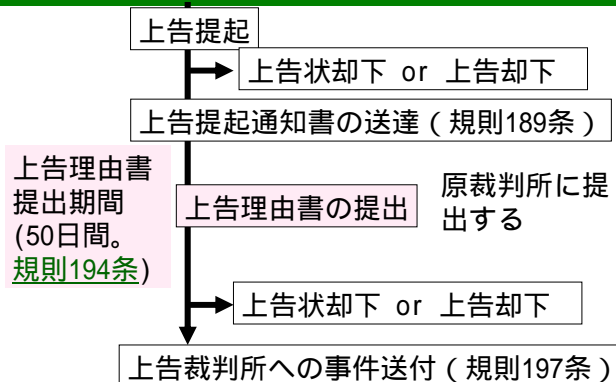 上告提起
上告状却下 or 上告却下
上告提起通知書の送達(規則189条)
上告理由書
提出期間
(50日間。
規則194条)
上告理由書の提出
原裁判所に提
出する
上告状却下 or 上告却下
上告裁判所への事件送付(規則197条)